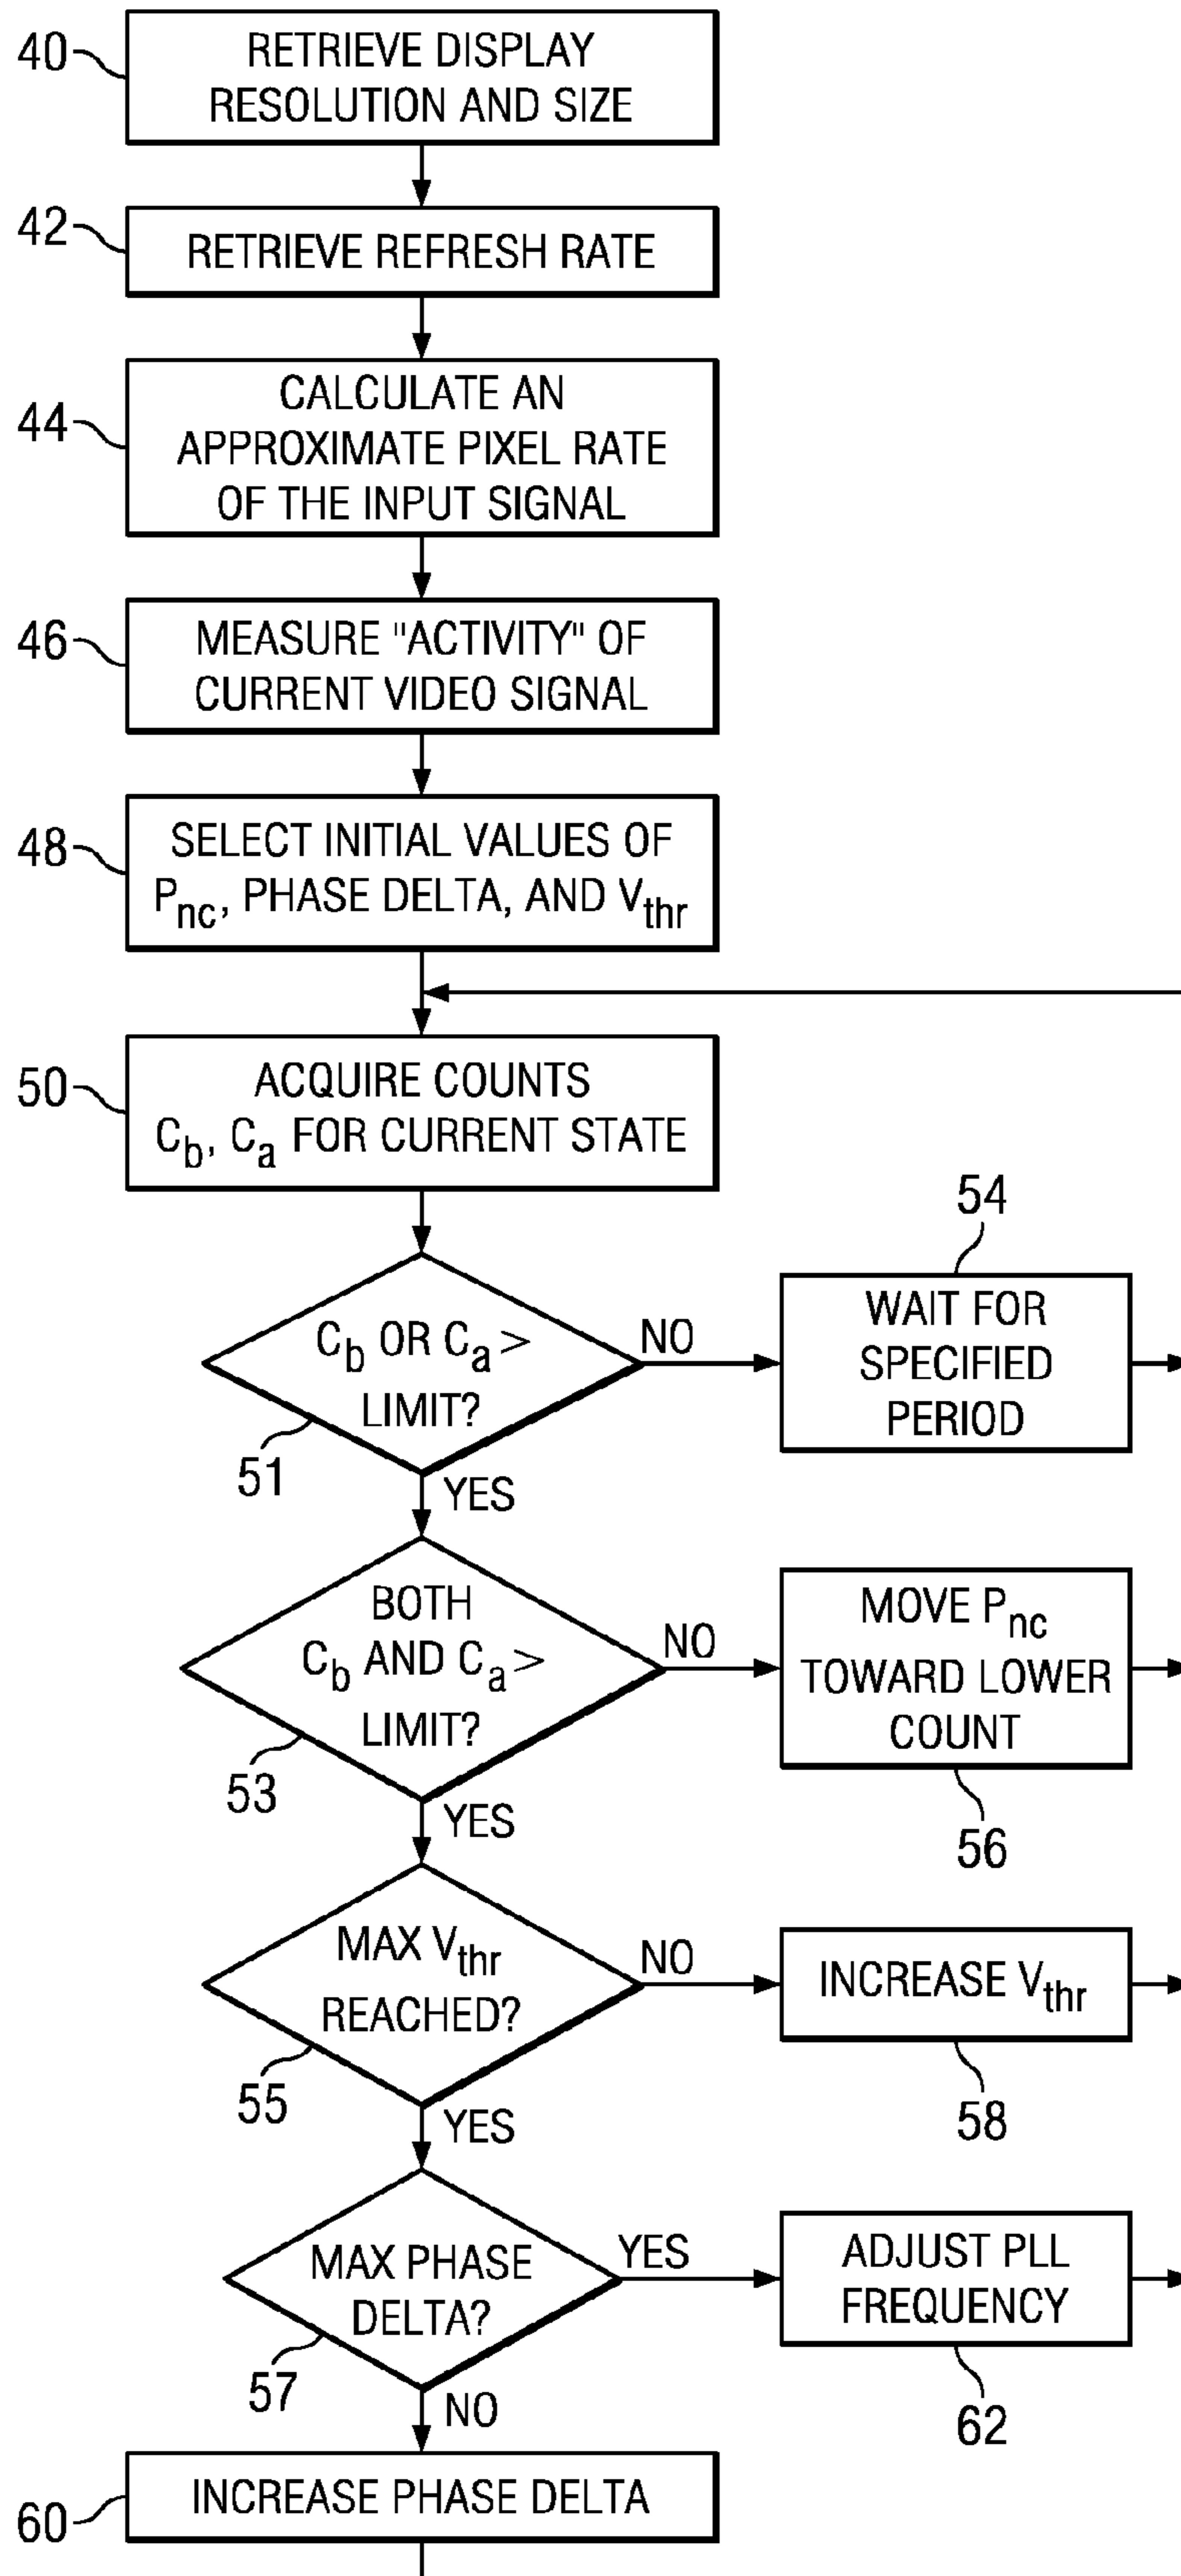 40
RETRIEVE DISPLAY
RESOLUTION AND SIZE
42
RETRIEVE REFRESH RATE
44
CALCULATE AN
APPROXIMATE PIXEL RATE
OF THE INPUT SIGNAL
46
MEASURE "ACTIVITY" OF
CURRENT VIDEO SIGNAL
48
SELECT INITIAL VALUES OF
Pnc, PHASE DELTA, AND Vthr
50
ACQUIRE COUNTS
Cb, Ca FOR CURRENT STATE
Cb OR Ca >
LIMIT?
51
NO
YES
54
WAIT FOR
SPECIFIED
PERIOD
BOTH
Cb AND Ca >
LIMIT?
53
NO
YES
MOVE Pnc
TOWARD LOWER
COUNT
56
MAX Vthr
REACHED?
55
NO
YES
INCREASE Vthr
58
MAX PHASE
DELTA?
57
YES
NO
ADJUST PLL
FREQUENCY
62
60
INCREASE PHASE DELTA